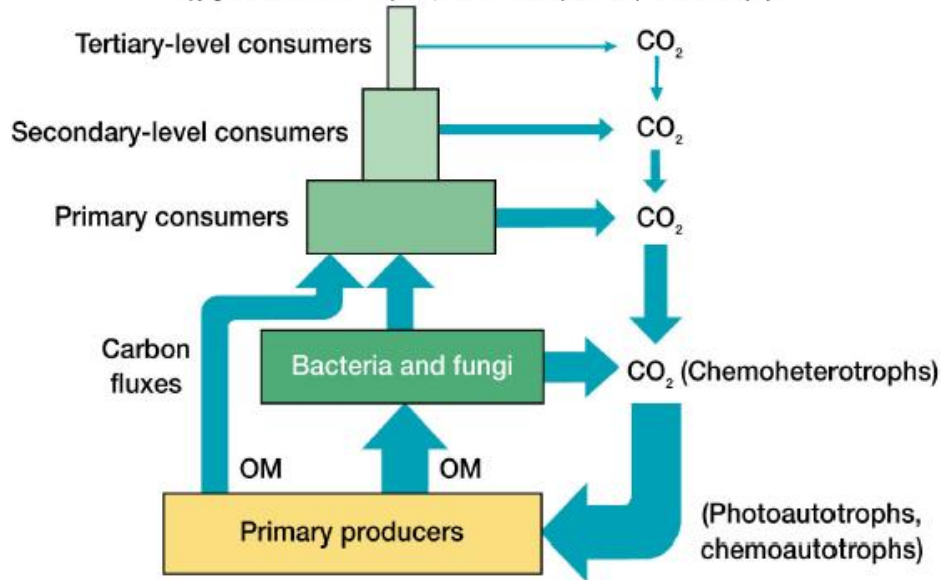 Tertiary-level consumers
CO₂
Secondary-level consumers
CO₂
Primary consumers
CO₂
Carbon
fluxes
Bacteria and fungi
CO₂ (Chemoheterotrophs)
OM
OM
Primary producers
(Photoautotrophs,
chemoautotrophs)